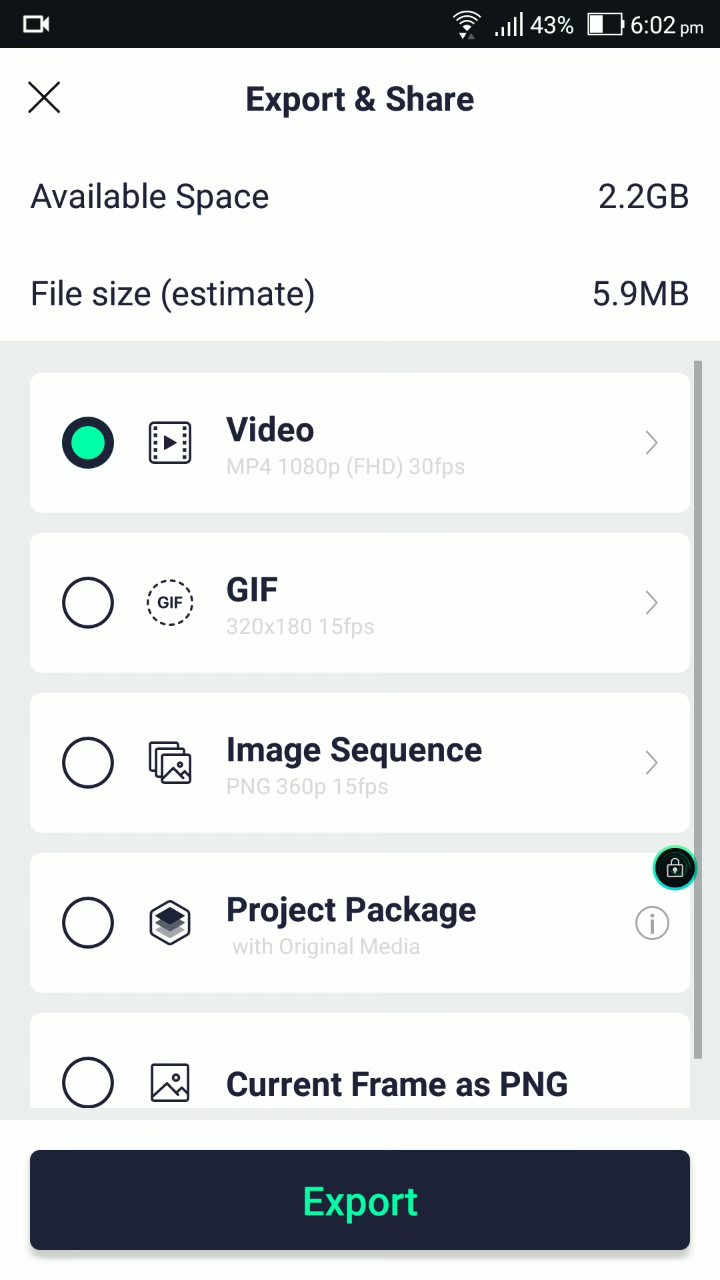 43% 6:02 pm
Export & Share
Available Space 2.2GB
File size (estimate) 5.9MB
Video
MP4 1080p (FHD) 30fps
GIF
GIF
320x180 15fps
Image Sequence
PNG 360p 15fps
Project Package
with Original Media
Current Frame as PNG
Export